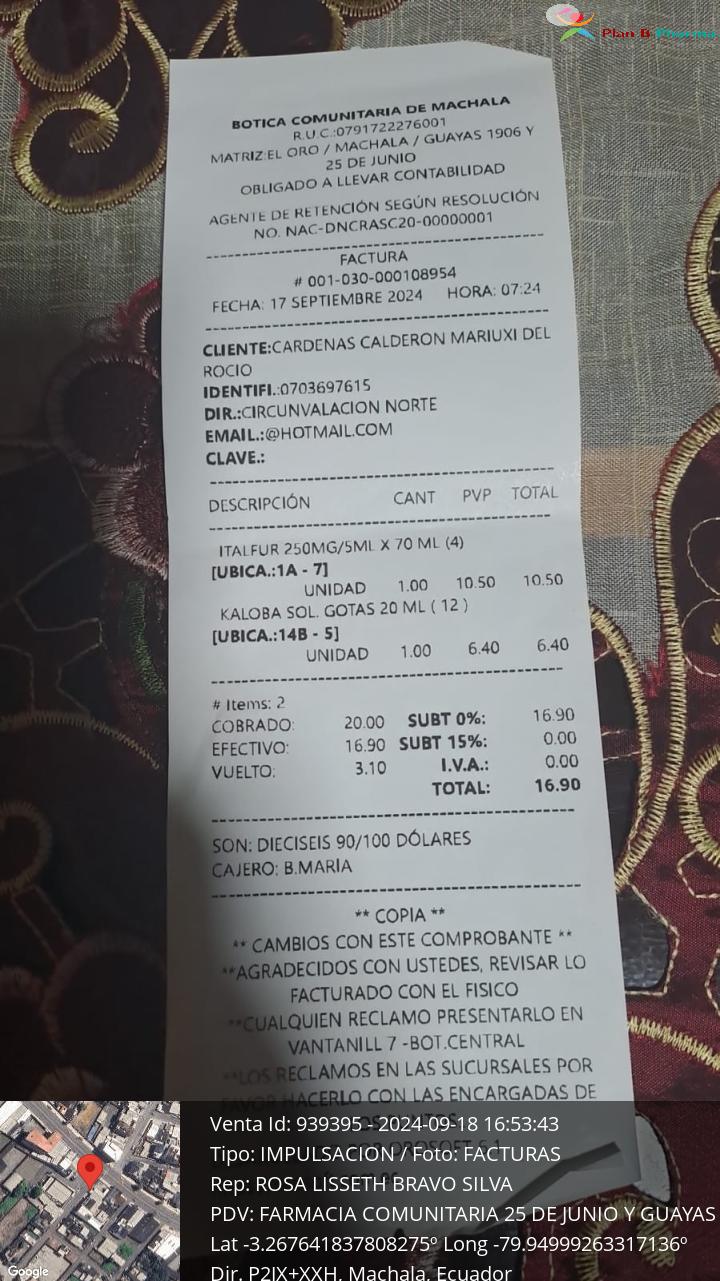 Plan B Pharma
BOTICA COMUNITARIA DE MACHALA
R.U.C.:0791722276001
MATRIZ:EL ORO / MACHALA / GUAYAS 1906 Y
25 DE JUNIO
OBLIGADO A LLEVAR CONTABILIDAD
AGENTE DE RETENCIÓN SEGÚN RESOLUCIÓN
NO. NAC-DNCRASC20-00000001
FACTURA
# 001-030-000108954
FECHA: 17 SEPTIEMBRE 2024 HORA: 07:24
CLIENTE:CARDENAS CALDERON MARIUXI DEL
ROCIO
IDENTIFI.:0703697615
DIR.:CIRCUNVALACION NORTE
EMAIL.:@HOTMAIL.COM
CLAVE.:
DESCRIPCIÓN CANT PVP TOTAL
ITALFUR 250MG/5ML X 70 ML (4)
[UBICA.:1A - 7]
UNIDAD 1.00 10.50 10.50
KALOBA SOL. GOTAS 20 ML ( 12 )
[UBICA.:14B - 5]
UNIDAD 1.00 6.40 6.40
# Items: 2
COBRADO: 20.00 SUBT 0%: 16.90
EFECTIVO: 16.90 SUBT 15%: 0.00
VUELTO: 3.10 I.V.A.: 0.00
TOTAL: 16.90
SON: DIECISEIS 90/100 DÓLARES
CAJERO: B.MARIA
** COPIA **
** CAMBIOS CON ESTE COMPROBANTE **
**AGRADECIDOS CON USTEDES, REVISAR LO
FACTURADO CON EL FISICO
**CUALQUIEN RECLAMO PRESENTARLO EN
VANTANILL 7 -BOT.CENTRAL
**LOS RECLAMOS EN LAS SUCURSALES POR
FAVOR HACERLO CON LAS ENCARGADAS DE
Venta Id: 939395 - 2024-09-18 16:53:43
Tipo: IMPULSACION / Foto: FACTURAS
Rep: ROSA LISSETH BRAVO SILVA
PDV: FARMACIA COMUNITARIA 25 DE JUNIO Y GUAYAS
Lat -3.267641837808275º Long -79.94999263317136º
Dir. P2JX+XXH, Machala, Ecuador
Google